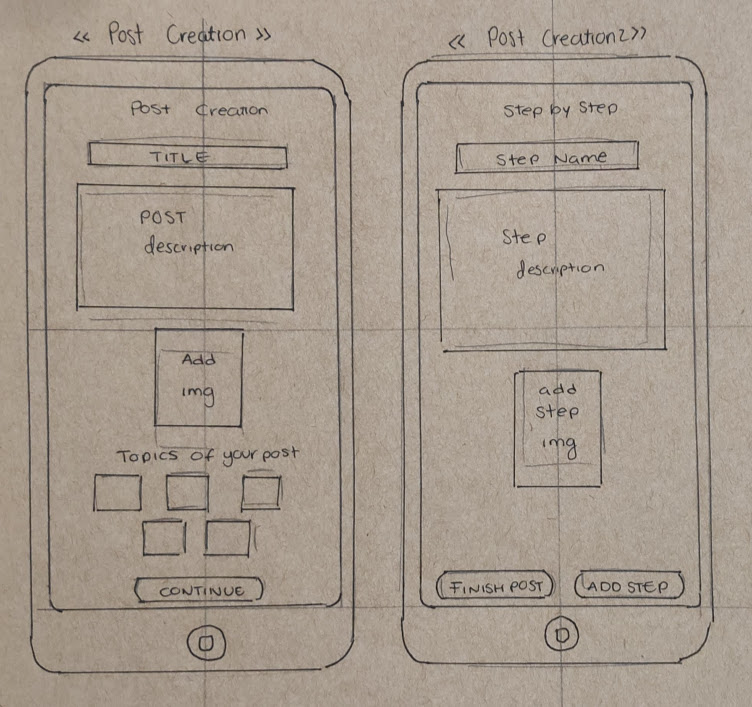 << Post Creation >>
Post Creation
TITLE
POST
description
Add
img
Topics of your post
CONTINUE
<< Post Creation2 >>
Step by Step
Step Name
Step
description
add
step
img
FINISH POST
ADD STEP